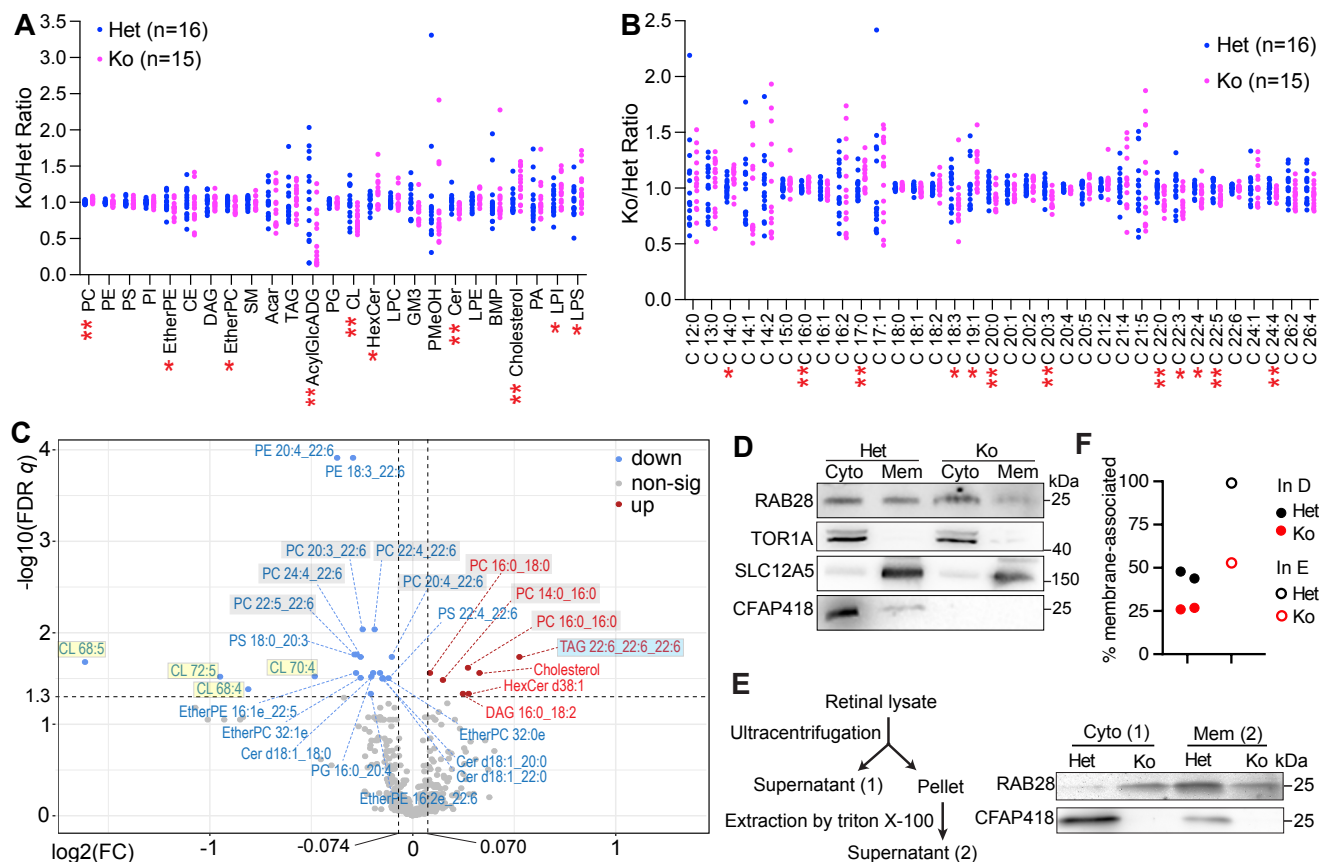 A
Het (n=16)
Ko (n=15)
Ko/Het Ratio
3.5
3.0
2.5
2.0
1.5
1.0
0.5
0.0
PC **
PE
PS
PI
EtherPE *
CE
DAG
EtherPC *
SM
Acar
TAG
AcylGlcADG **
PG
CL **
HexCer *
LPC
GM3
PMeOH
Cer **
LPE
BMP
Cholesterol **
PA
LPI *
LPS *
B
Het (n=16)
Ko (n=15)
Ko/Het Ratio
2.5
2.0
1.5
1.0
0.5
C 12:0
C 13:0
C 14:0 *
C 14:1
C 14:2
C 15:0
C 16:0 **
C 16:1
C 16:2
C 17:0 **
C 17:1
C 18:0
C 18:1
C 18:2
C 18:3 *
C 19:1 *
C 20:0 **
C 20:1
C 20:2
C 20:3 **
C 20:4
C 20:5
C 21:2
C 21:4
C 21:5
C 22:0 **
C 22:3 *
C 22:4 *
C 22:5 **
C 22:6
C 24:1
C 24:4 **
C 26:2
C 26:4
C
-log10(FDR q)
4
3
2
1.3
1
0
down
non-sig
up
PE 20:4_22:6
PE 18:3_22:6
PC 20:3_22:6
PC 22:4_22:6
PC 24:4_22:6
PC 20:4_22:6
PC 22:5_22:6
PS 22:4_22:6
PS 18:0_20:3
CL 68:5
CL 72:5
CL 70:4
CL 68:4
EtherPE 16:1e_22:5
EtherPC 32:1e
Cer d18:1_18:0
PG 16:0_20:4
EtherPE 16:2e_22:6
PC 16:0_18:0
PC 14:0_16:0
PC 16:0_16:0
TAG 22:6_22:6_22:6
Cholesterol
HexCer d38:1
DAG 16:0_18:2
EtherPC 32:0e
Cer d18:1_20:0
Cer d18:1_22:0
log2(FC)
-1
-0.074
0
0.070
1
D
Het
Ko
Cyto
Mem
Cyto
Mem
kDa
RAB28
25
TOR1A
40
SLC12A5
150
CFAP418
25
F
% membrane-associated
100
75
50
25
0
In D
Het
Ko
In E
Het
Ko
E
Retinal lysate
Ultracentrifugation
Supernatant (1)
Pellet
Extraction by triton X-100
Supernatant (2)
Cyto (1)
Mem (2)
Het
Ko
Het
Ko
kDa
RAB28
25
CFAP418
25